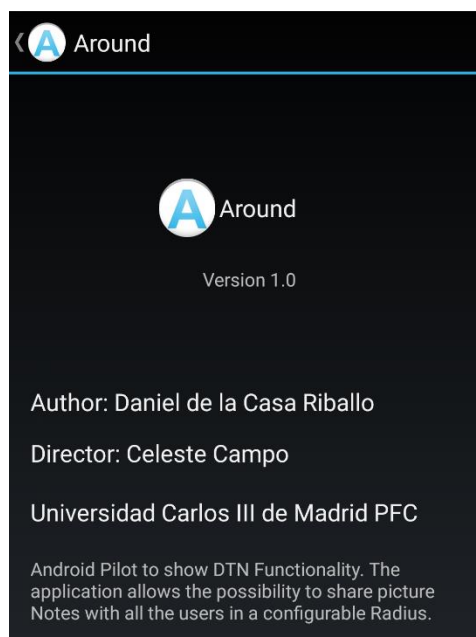 A Around
A Around
Version 1.0
Author: Daniel de la Casa Riballo
Director: Celeste Campo
Universidad Carlos III de Madrid PFC
Android Pilot to show DTN Functionality. The
application allows the possibility to share picture
Notes with all the users in a configurable Radius.